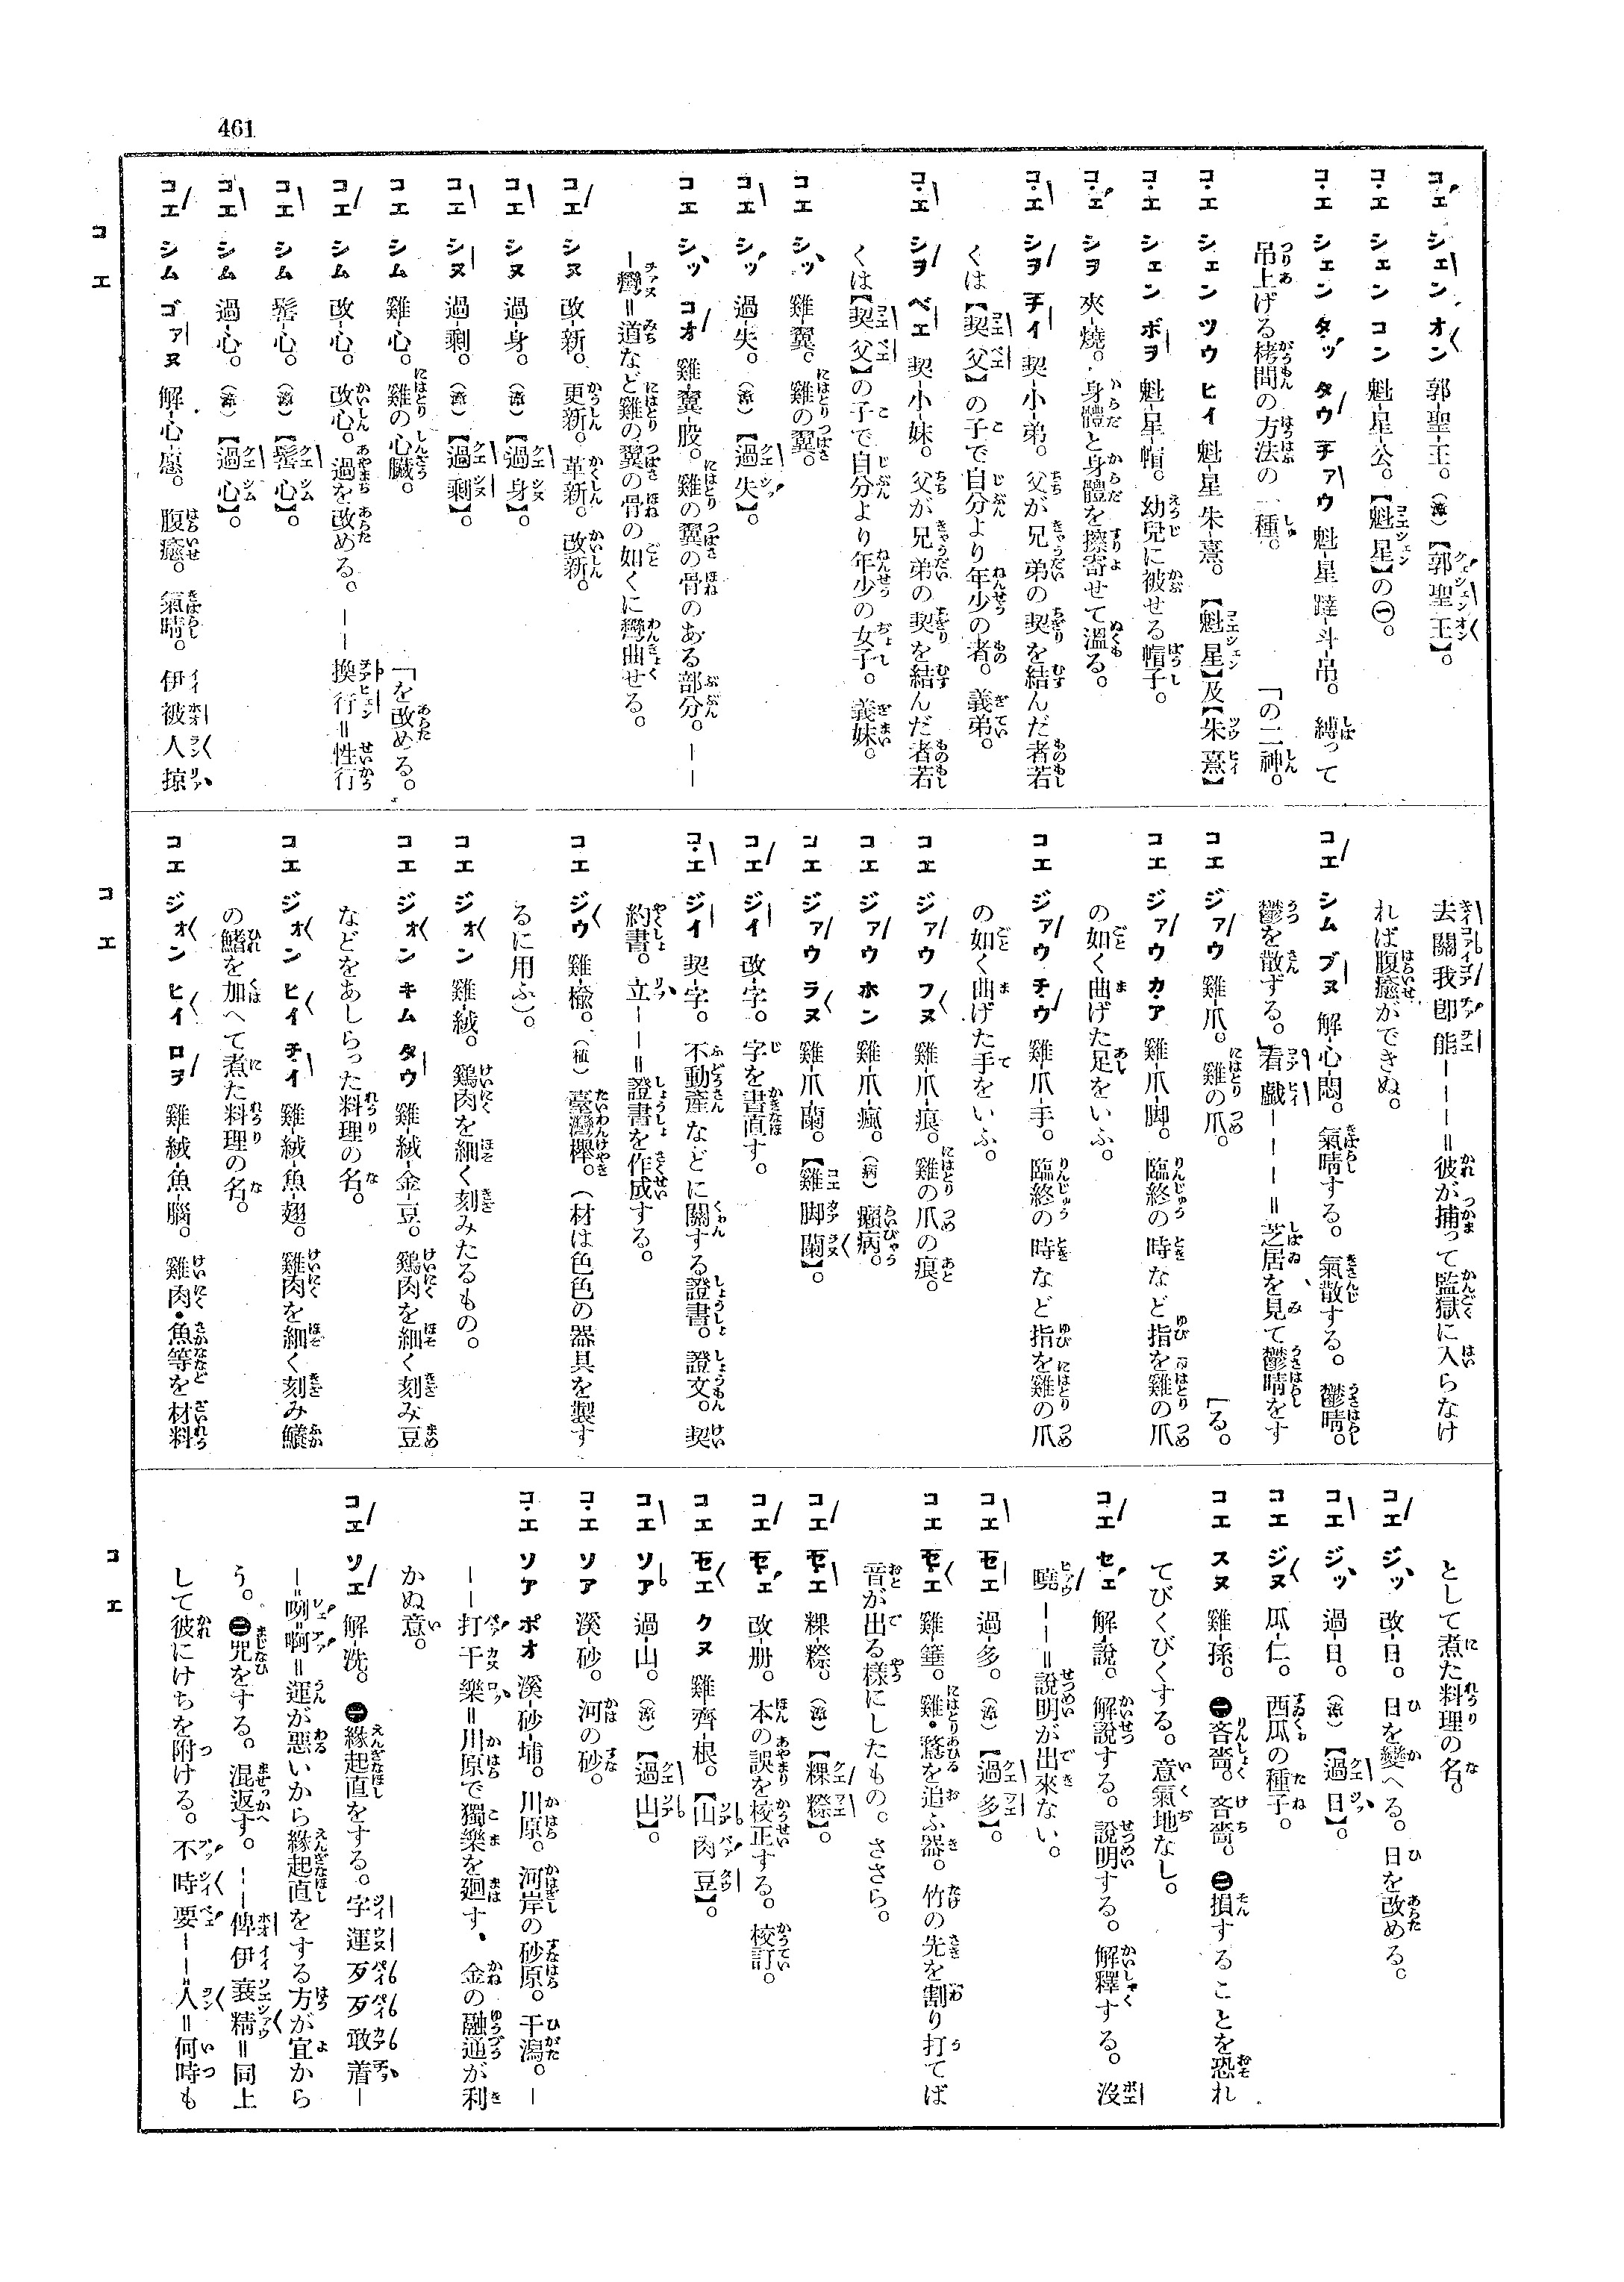 461
コエ シェン オン 郭-聖-王。(漳)【郭聖王】。
コエ シェン コン 魁-星-公。【魁星】の㊀。
コエ シェン タッ タウ チァウ 魁-星 躂-斗-吊。 縛って
吊上げる栲問の方法の一種。
コエ シェン ツウ ヒイ 魁-星 朱-熹。【魁星】及【朱熹】
「の二神。
コエ シェン ボヲ 魁-星-帽。 幼兒に被せる帽子。
コエ シヲ 夾-燒。 身體と身體を擦寄せて溫る。
コエ シヲ チイ 契-小-弟。 父が兄弟の契を結んだ者若
くは【契父】の子で自分より年少の者。 義弟。
コエ シヲ ベエ 契-小-妹。 父が兄弟の契を結んだ者若
くは【契父】の子で自分より年少の女子。 義妹。
コエ シッ 雞-翼。 雞の翼。
コエ シッ 過-失。(漳)【過失】。
コエ シッ コオ 雞-翼-股。 雞の翼の骨のある部分。——
-彎=道など雞の翼の骨の如くに彎曲せる。
コエ シヌ 改-新。 更新。 革新。 改新。
コエ シヌ 過-身。(漳)【過身】。
コエ シヌ 過-剩。(漳)【過剩】。
コエ シム 雞-心。 雞の心臟。
「を改める。
コエ シム 改-心。 改心。 過を改める。——換行=性行
コエ シム 髻-心。(漳)【髻心】。
コエ シム 過-心。(漳)【過心】。
コエ シム ゴァヌ 解-心-癮。 腹癒。 氣晴。 伊被人掠
コエ
去關我卽能———=彼が捕って監獄に入らなけ
れば腹癒ができぬ。
コエ シム ブヌ 解-心-悶。 氣晴する。 氣散する。 鬱晴。
鬱を散ずる。看戲———=芝居を見て鬱晴をす
「る。
コエ ジァウ 雞-爪。 雞の爪。
コエ ジァウ カア 雞-爪-脚。 臨終の時など指を雞の爪
の如く曲げた足をいふ。
コエ ジァウ チウ 雞-爪-手。 臨終の時など指を雞の爪
の如く曲げた手をいふ。
コエ ジァウ フヌ 雞-爪-痕。 雞の爪の痕。
コエ ジァウ ホン 雞-爪-瘋。(病) 癩病。
コエ ジァウ ラヌ 雞-爪-蘭。【雞脚蘭】。
コエ ジイ 改-字。 字を書直す。
コエ ジイ 契-字。 不動產などに關する證書。 證文。 契
約書。 立——=證書を作成する。
コエ ジウ 雞-楡。(植) 臺灣欅。(材は色色の器具を製す
るに用ふ)。
コエ ジォン 雞-絨。 鷄肉を細く刻みたるもの。
コエ ジォン キム タウ 雞-絨-金-豆。 鷄肉を細く刻み豆
などをあしらった料理の名。
コエ ジォン ヒイ チイ 雞-絨-魚-翅。 雞肉を細く刻み鱶
の鰭を加へて煮た料理の名。
コエ ジォン ヒイ ロヲ 雞-絨-魚-腦。 雞肉・魚等を材料
コエ
として煮た料理の名。
コエ ジッ 改-日。 日を變へる。 日を改める。
コエ ジッ 過-日。(漳)【過日】。
コエ ジヌ 瓜-仁。 西瓜の種子。
コエ スヌ 雞-孫。 ㊀吝嗇。 吝嗇。 ㊁損することを恐れ
てびくびくする。 意氣地なし。
コエ セェ 解-說。 解說する。 說明する。 解釋する。 沒
曉——=說明が出來ない。
コエ セエ 過-多。(漳)【過多】。
コエ セエ 雞-箠。 雞・鶩を追ふ器。 竹の先を割り打てば
音が出る樣にしたもの。 ささら。
コエ セエ 粿-粞。(漳)【粿粞】。
コエ セェ 改-册。 本の誤を校正する。 校訂。
コエ セエ クヌ 雞-齊-根。【山肉豆】。
コエ ソァ 過-山。(漳)【過山】。
コエ ソア 溪-砂。 河の砂。
コエ ソア ポオ 溪-砂-埔。 川原。 河岸の砂原。 干潟。—
——打干樂=川原で獨樂を廻す、 金の融通が利
かぬ意。
コエ ソエ 解-洗。 ㊀緣起直をする。 字運歹歹敢着—
—咧啊=運が悪いから緣起直をする方が宜から
う。 ㊁咒をする。 混返す。——俾伊衰精=同上
して彼にけちを附ける。 不時要——人=何時も
コエ